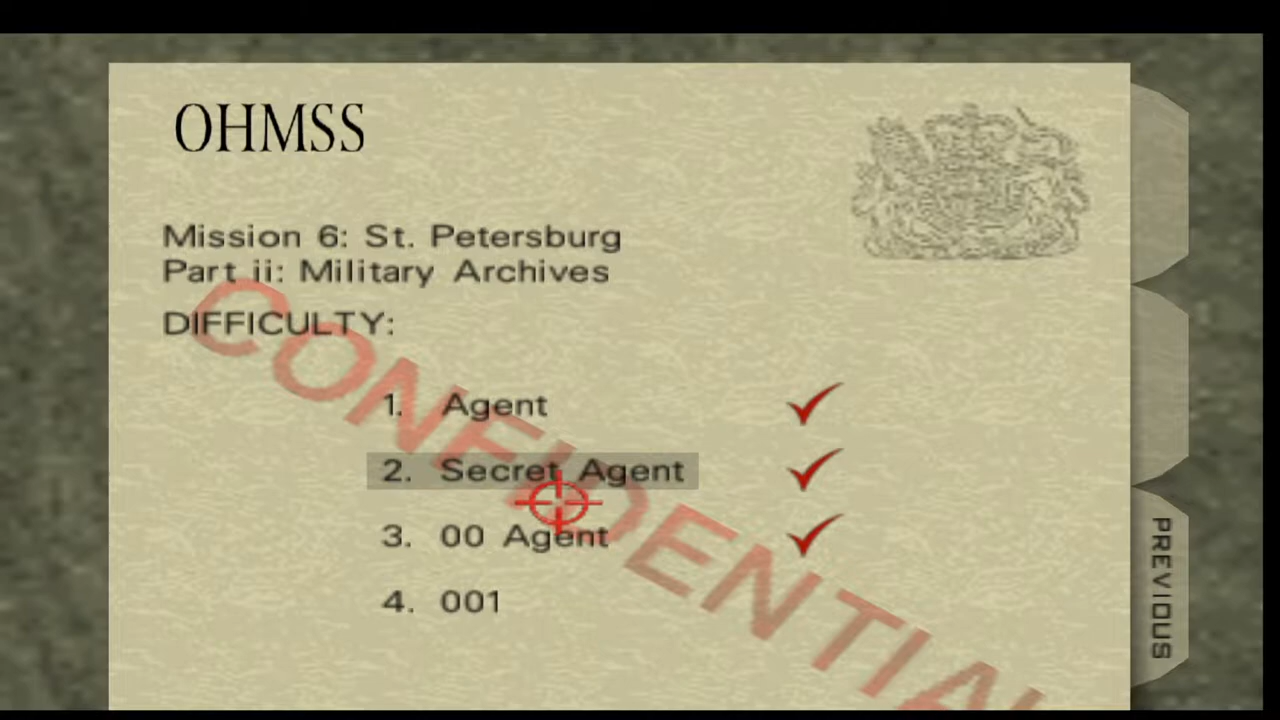 OHMSS
Mission 6: St. Petersburg
Part ii: Military Archives
DIFFICULTY:
CONFIDENTIAL
1. Agent
2. Secret Agent
3. 00 Agent
4. 001
PREVIOUS